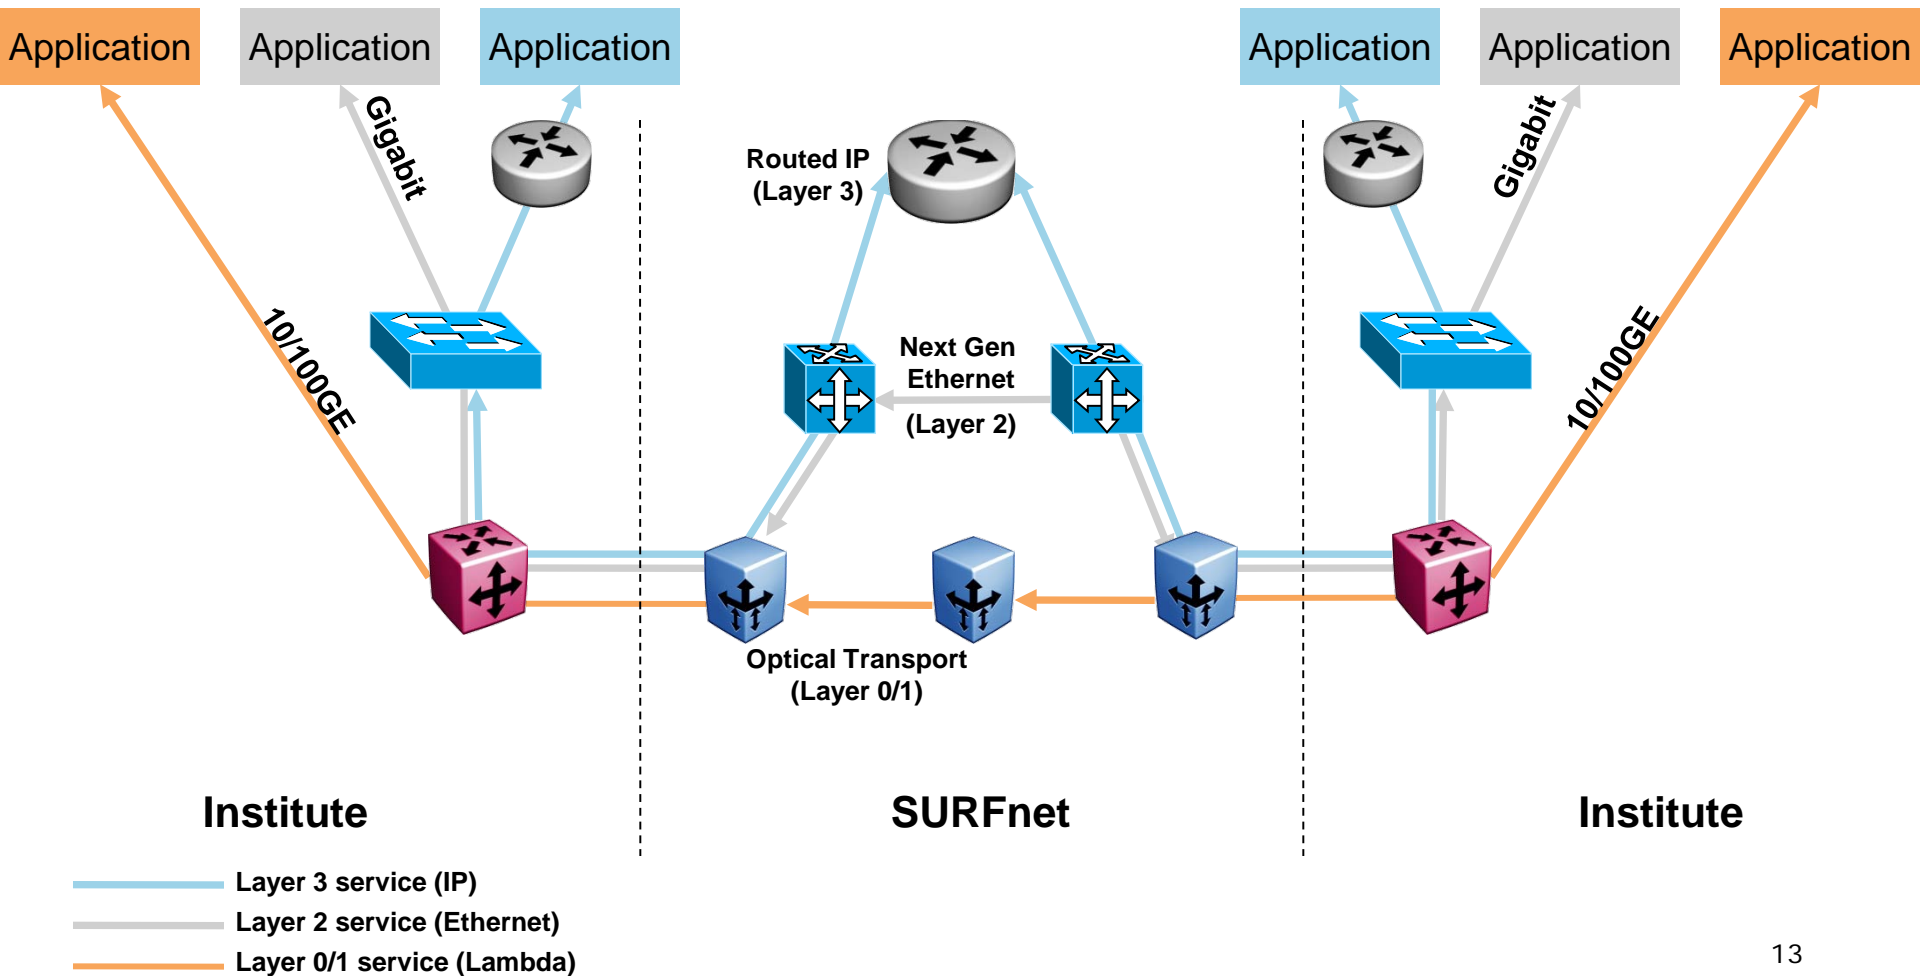 Application
Application
Application
Application
Application
Application
Gigabit
Gigabit
Routed IP
(Layer 3)
10/100GE
10/100GE
Next Gen
Ethernet
(Layer 2)
Optical Transport
(Layer 0/1)
Institute
SURFnet
Institute
Layer 3 service (IP)
Layer 2 service (Ethernet)
Layer 0/1 service (Lambda)
13